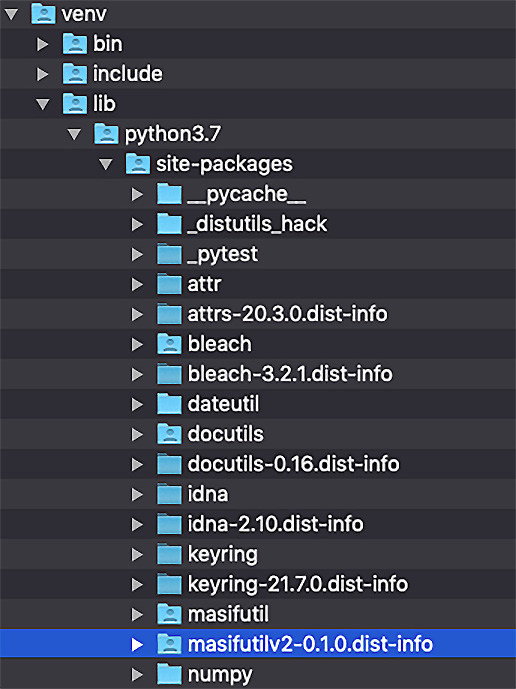 venv
bin
include
lib
python3.7
site-packages
__pycache__
_distutils_hack
_pytest
attr
attrs-20.3.0.dist-info
bleach
bleach-3.2.1.dist-info
dateutil
docutils
docutils-0.16.dist-info
idna
idna-2.10.dist-info
keyring
keyring-21.7.0.dist-info
masifutil
masifutilv2-0.1.0.dist-info
numpy